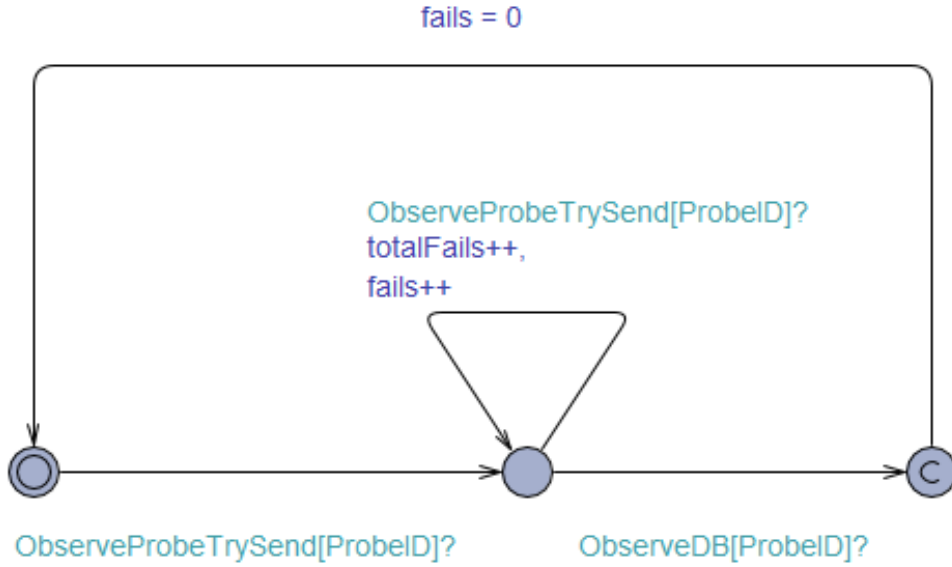 fails = 0
ObserveProbeTrySend[ProbeID]?
totalFails++,
fails++
C
ObserveProbeTrySend[ProbeID]?
ObserveDB[ProbeID]?